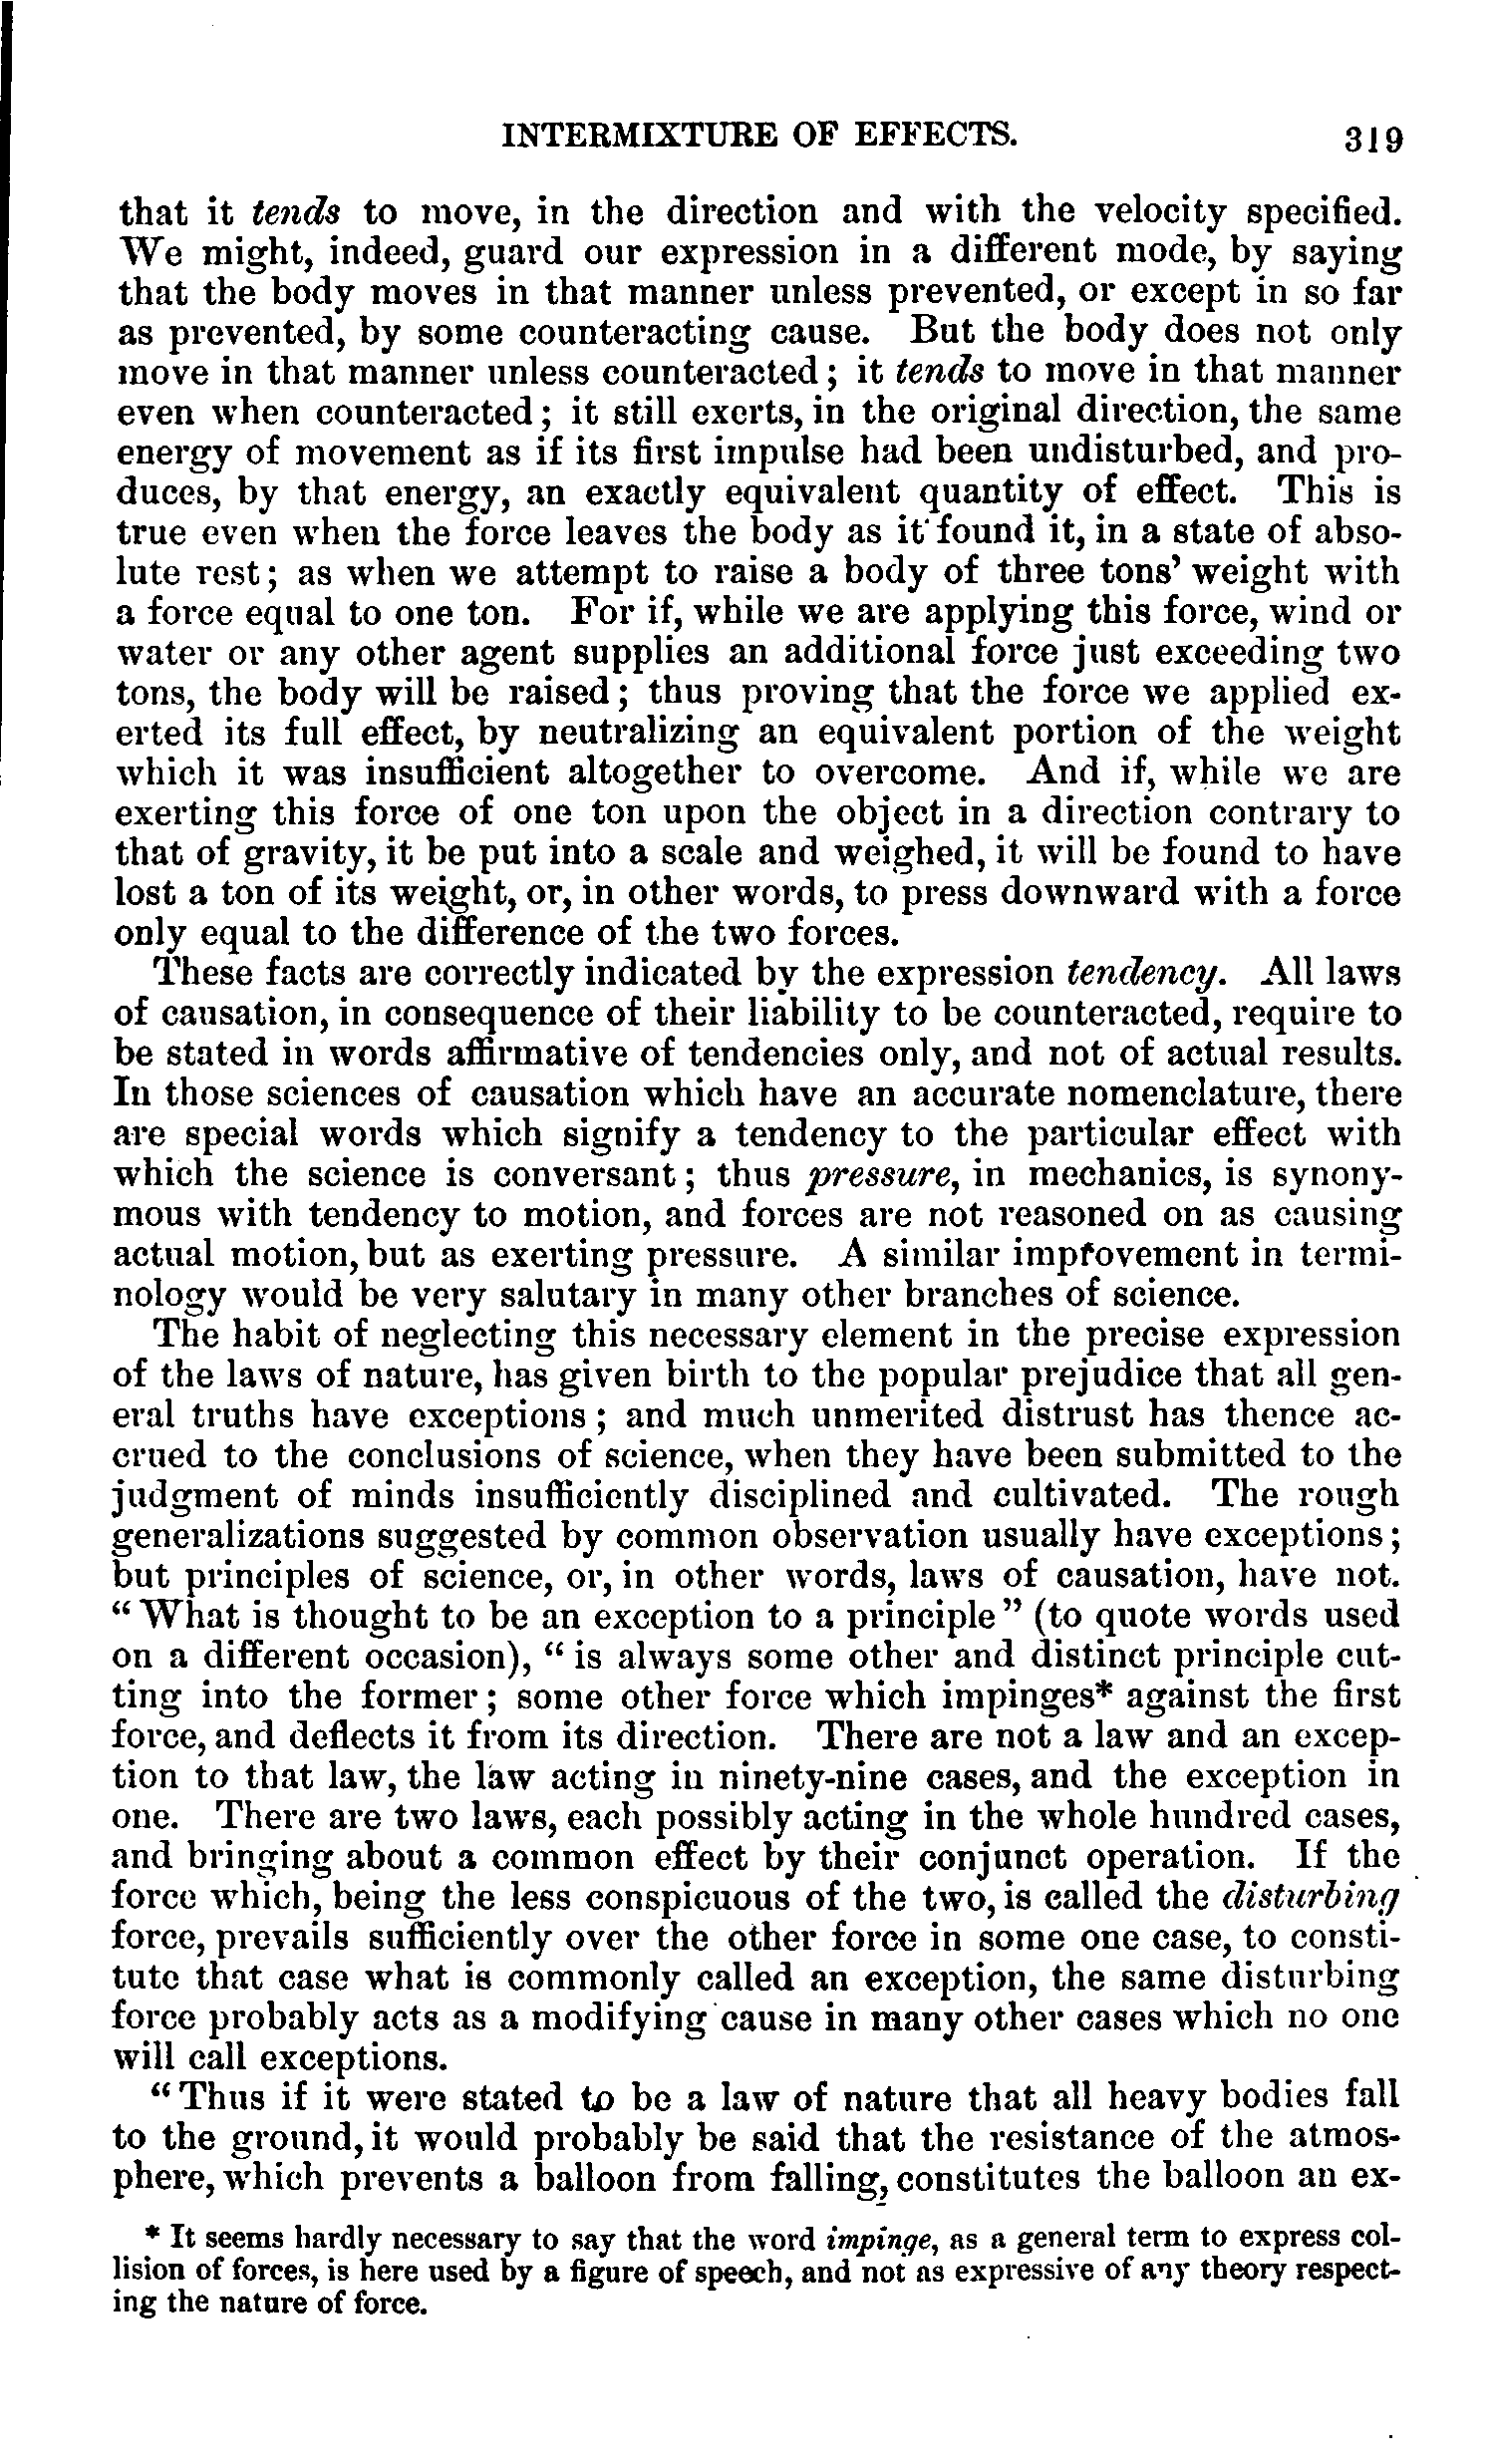 INTERMIXTURE OF EFFECTS. 319
that it tends to move, in the direction and with the velocity specified.
We might, indeed, guard our expression in a different mode, by saying
that the body moves in that manner unless prevented, or except in so far
as prevented, by some counteracting cause. But the body does not only
move in that manner unless counteracted; it tends to move in that manner
even when counteracted; it still exerts, in the original direction, the same
energy of movement as if its first impulse had been undisturbed, and pro-
duces, by that energy, an exactly equivalent quantity of effect. This is
true even when the force leaves the body as it found it, in a state of abso-
lute rest; as when we attempt to raise a body of three tons' weight with
a force equal to one ton. For if, while we are applying this force, wind or
water or any other agent supplies an additional force just exceeding two
tons, the body will be raised; thus proving that the force we applied ex-
erted its full effect, by neutralizing an equivalent portion of the weight
which it was insufficient altogether to overcome. And if, while we are
exerting this force of one ton upon the object in a direction contrary to
that of gravity, it be put into a scale and weighed, it will be found to have
lost a ton of its weight, or, in other words, to press downward with a force
only equal to the difference of the two forces.
These facts are correctly indicated by the expression tendency. All laws
of causation, in consequence of their liability to be counteracted, require to
be stated in words affirmative of tendencies only, and not of actual results.
In those sciences of causation which have an accurate nomenclature, there
are special words which signify a tendency to the particular effect with
which the science is conversant; thus pressure, in mechanics, is synony-
mous with tendency to motion, and forces are not reasoned on as causing
actual motion, but as exerting pressure. A similar improvement in termi-
nology would be very salutary in many other branches of science.
The habit of neglecting this necessary element in the precise expression
of the laws of nature, has given birth to the popular prejudice that all gen-
eral truths have exceptions; and much unmerited distrust has thence ac-
crued to the conclusions of science, when they have been submitted to the
judgment of minds insufficiently disciplined and cultivated. The rough
generalizations suggested by common observation usually have exceptions;
but principles of science, or, in other words, laws of causation, have not.
"What is thought to be an exception to a principle" (to quote words used
on a different occasion), "is always some other and distinct principle cut-
ting into the former; some other force which impinges* against the first
force, and deflects it from its direction. There are not a law and an excep-
tion to that law, the law acting in ninety-nine cases, and the exception in
one. There are two laws, each possibly acting in the whole hundred cases,
and bringing about a common effect by their conjunct operation. If the
force which, being the less conspicuous of the two, is called the disturbing
force, prevails sufficiently over the other force in some one case, to consti-
tute that case what is commonly called an exception, the same disturbing
force probably acts as a modifying cause in many other cases which no one
will call exceptions.
"Thus if it were stated to be a law of nature that all heavy bodies fall
to the ground, it would probably be said that the resistance of the atmos-
phere, which prevents a balloon from falling, constitutes the balloon an ex-
* It seems hardly necessary to say that the word impinge, as a general term to express col-
lision of forces, is here used by a figure of speech, and not as expressive of any theory respect-
ing the nature of force.